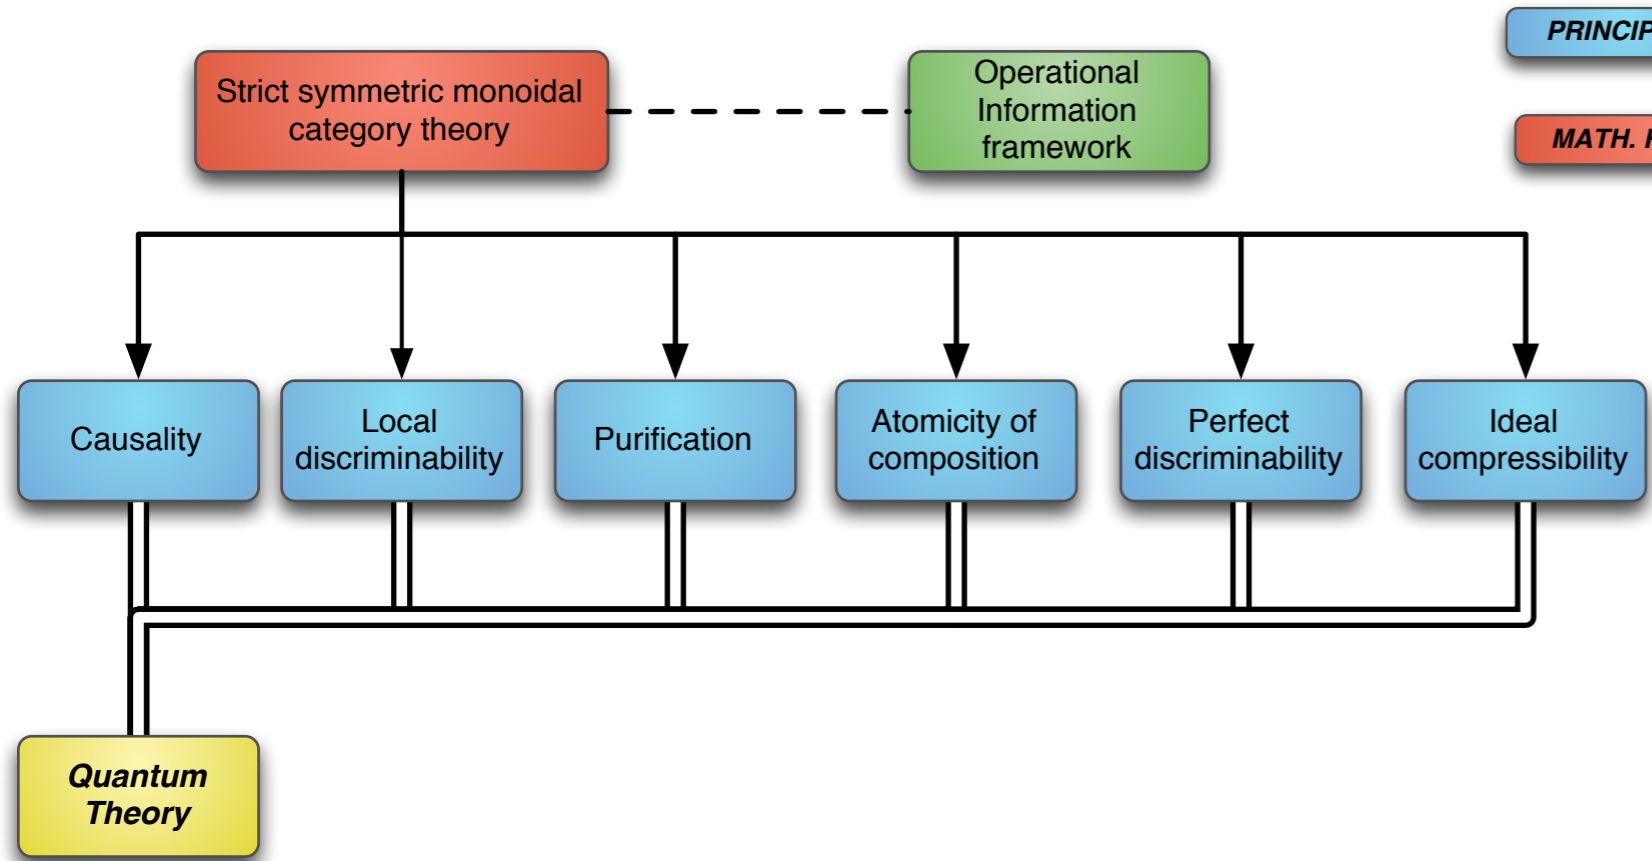 Strict symmetric monoidal
category theory
Operational
Information
framework
MATH.
Causality
Local
discriminability
Purification
Atomicity of
composition
Perfect
discriminability
Ideal
compressibility
Quantum
Theory